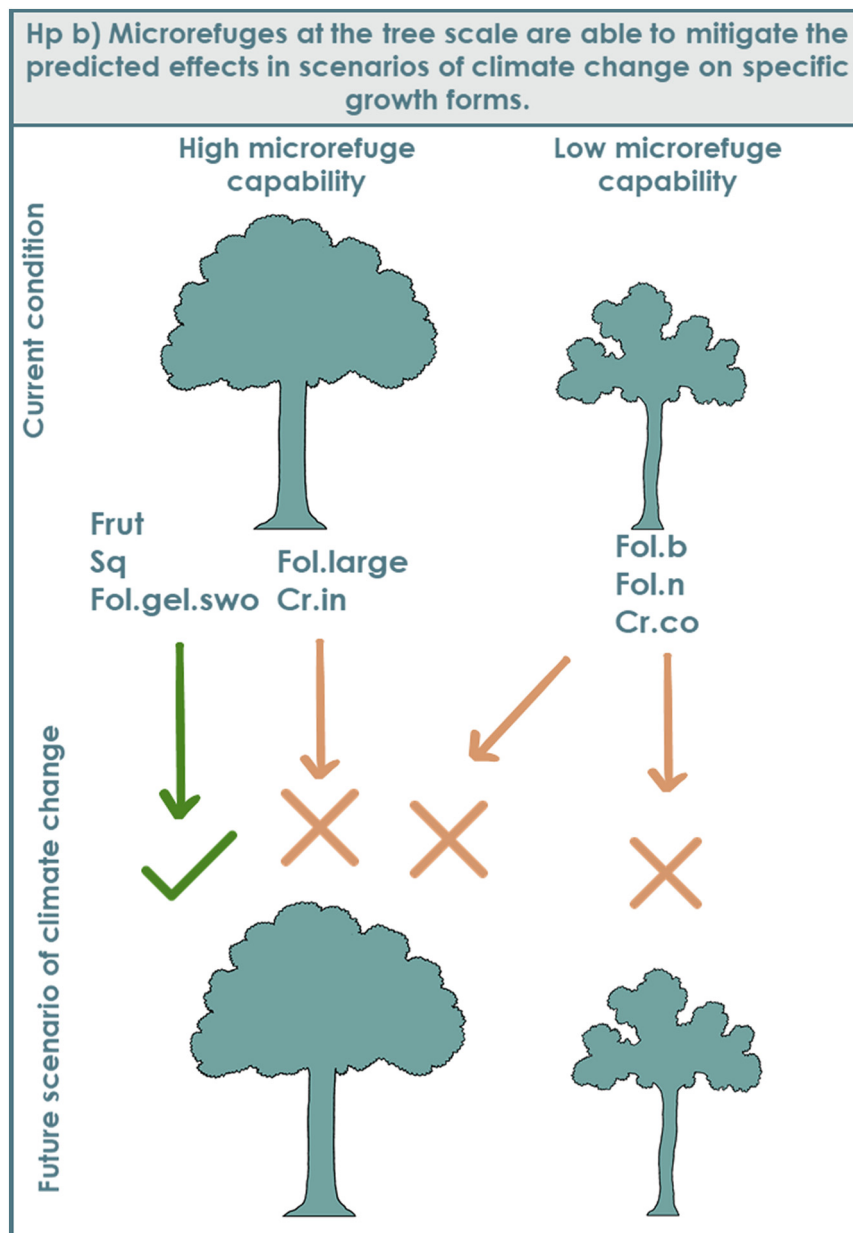 Hp b) Microrefuges at the tree scale are able to mitigate the
predicted effects in scenarios of climate change on specific
growth forms.
High microrefuge
capability
Low microrefuge
capability
Current condition
Frut
Sq
Fol.gel.swo
Fol.large
Cr.in
Fol.b
Fol.n
Cr.co
Future scenario of climate change